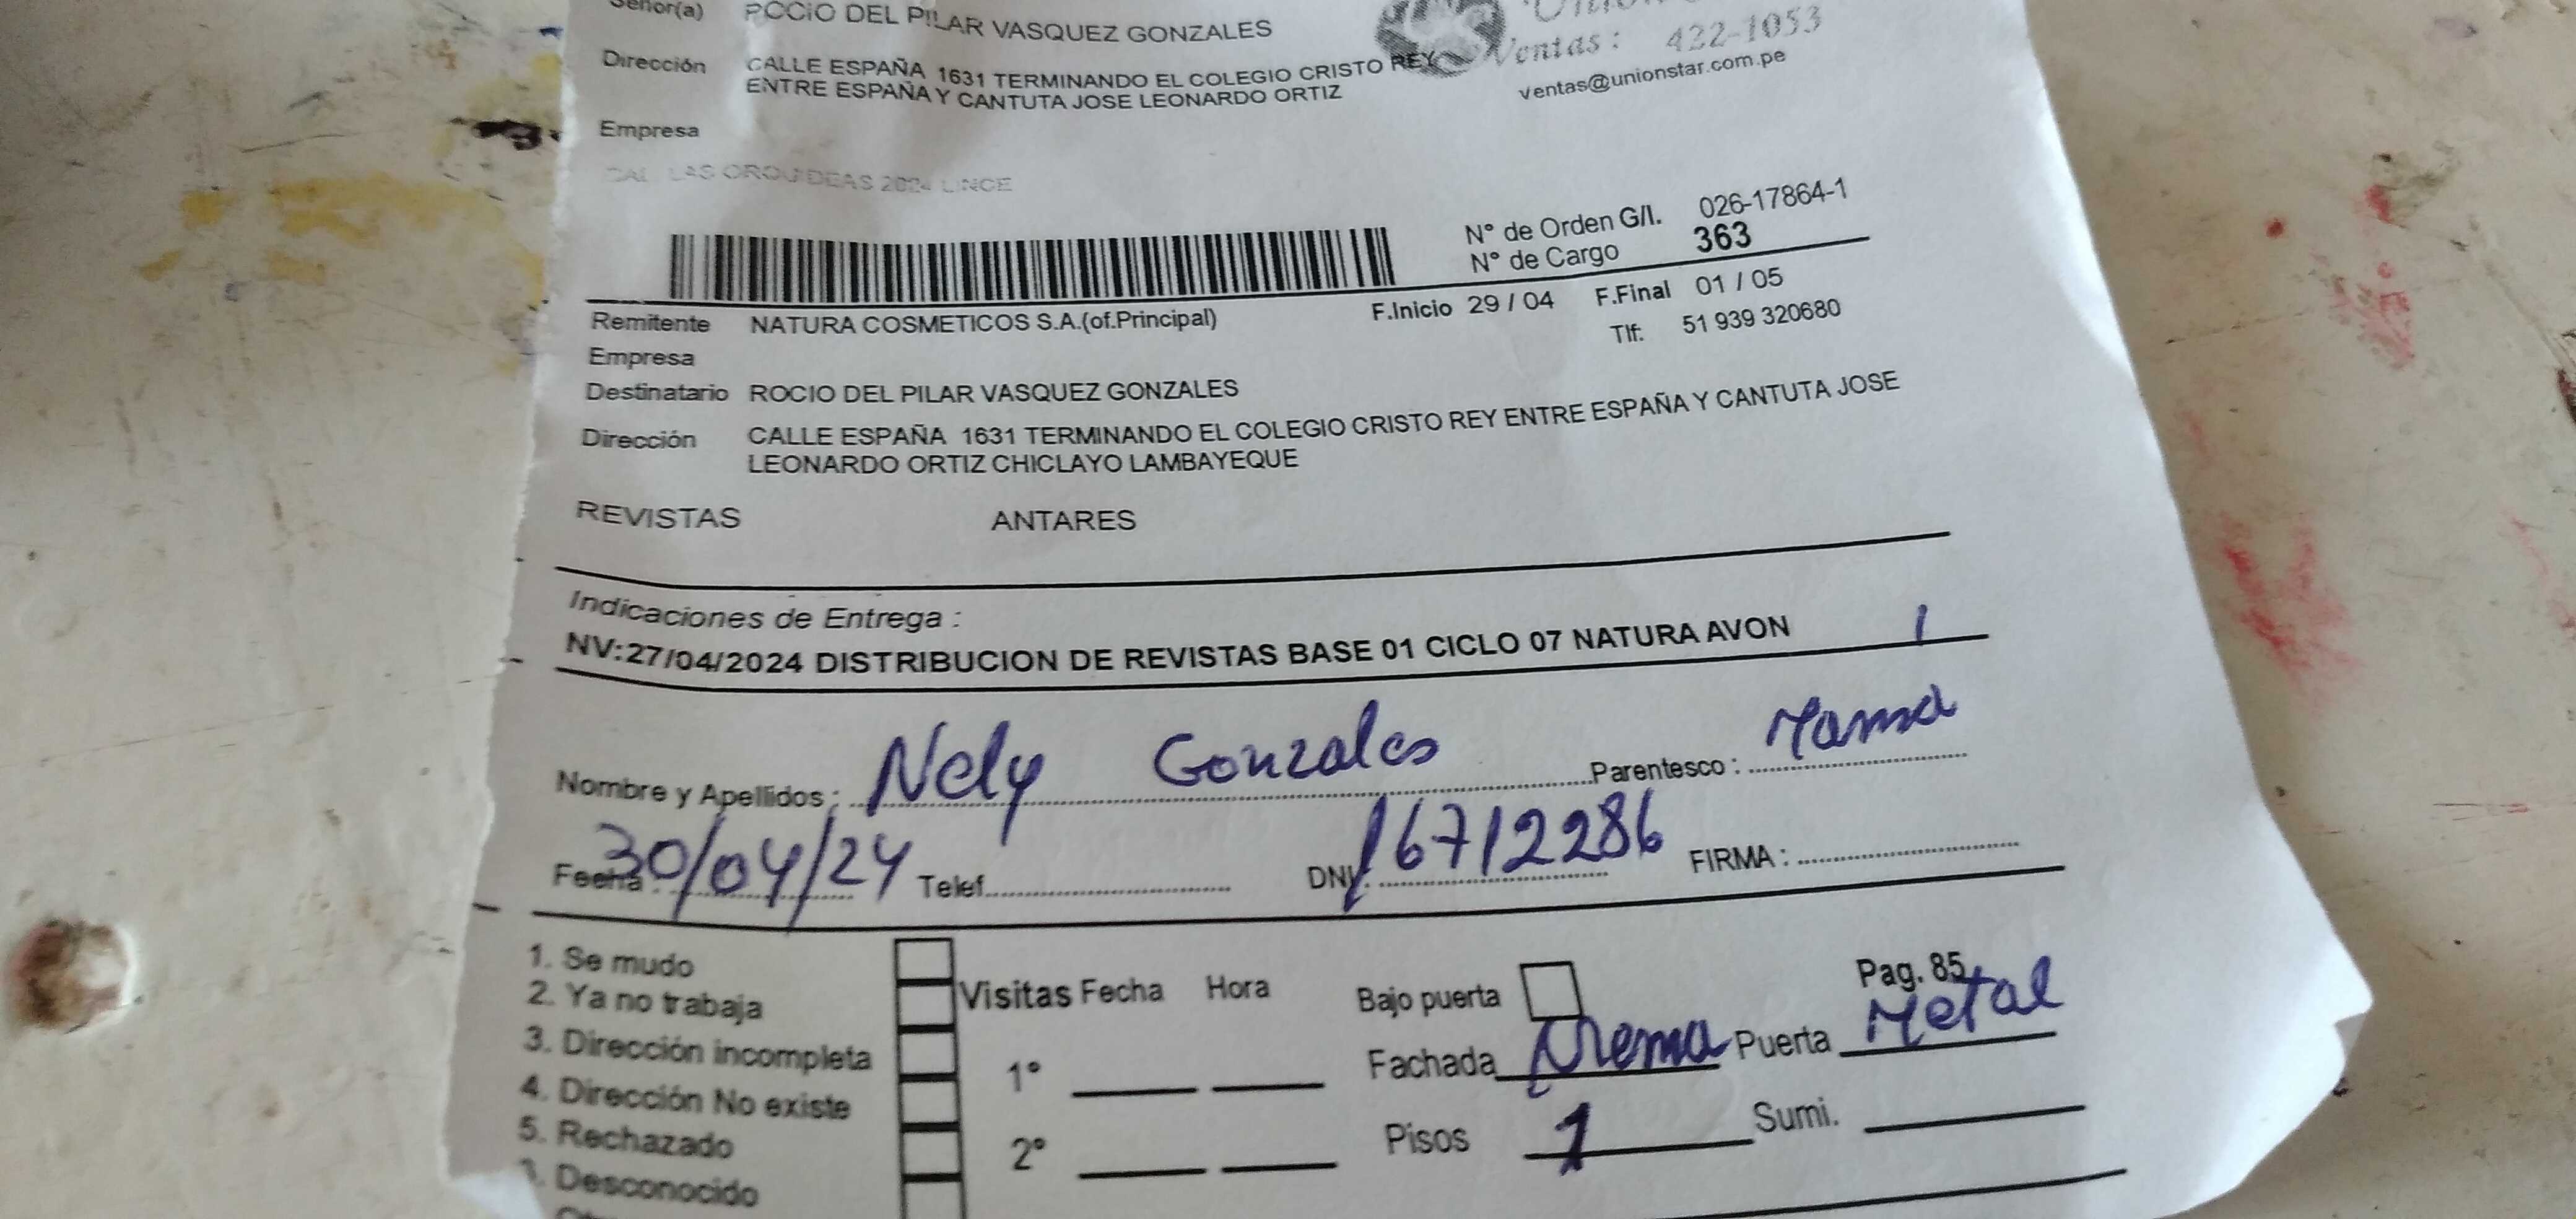 Señor(a) ROCIO DEL PILAR VASQUEZ GONZALES
Ventas: 422-1053
ventas@unionstar.com.pe
Dirección CALLE ESPAÑA 1631 TERMINANDO EL COLEGIO CRISTO REY
ENTRE ESPAÑA Y CANTUTA JOSE LEONARDO ORTIZ
Empresa
CAL LAS ORQUIDEAS 2024 LINCE
N° de Orden G/I. 026-17864-1
N° de Cargo 363
F.Inicio 29 / 04 F.Final 01 / 05
Remitente NATURA COSMETICOS S.A.(of.Principal)
Tlf: 51 939 320680
Empresa
Destinatario ROCIO DEL PILAR VASQUEZ GONZALES
Dirección CALLE ESPAÑA 1631 TERMINANDO EL COLEGIO CRISTO REY ENTRE ESPAÑA Y CANTUTA JOSE
LEONARDO ORTIZ CHICLAYO LAMBAYEQUE
REVISTAS ANTARES
Indicaciones de Entrega :
NV:27/04/2024 DISTRIBUCION DE REVISTAS BASE 01 CICLO 07 NATURA AVON 1
Nombre y Apellidos : Nely Gonzales Parentesco : Mama
Fecha : 30/04/24 Telef. DNI : 16712286 FIRMA :
1. Se mudo
2. Ya no trabaja
3. Dirección incompleta
4. Dirección No existe
5. Rechazado
Desconocido
Visitas Fecha Hora
1°
2°
Bajo puerta Pag. 85
Fachada Crema Puerta Metal
Pisos 1 Sumi.